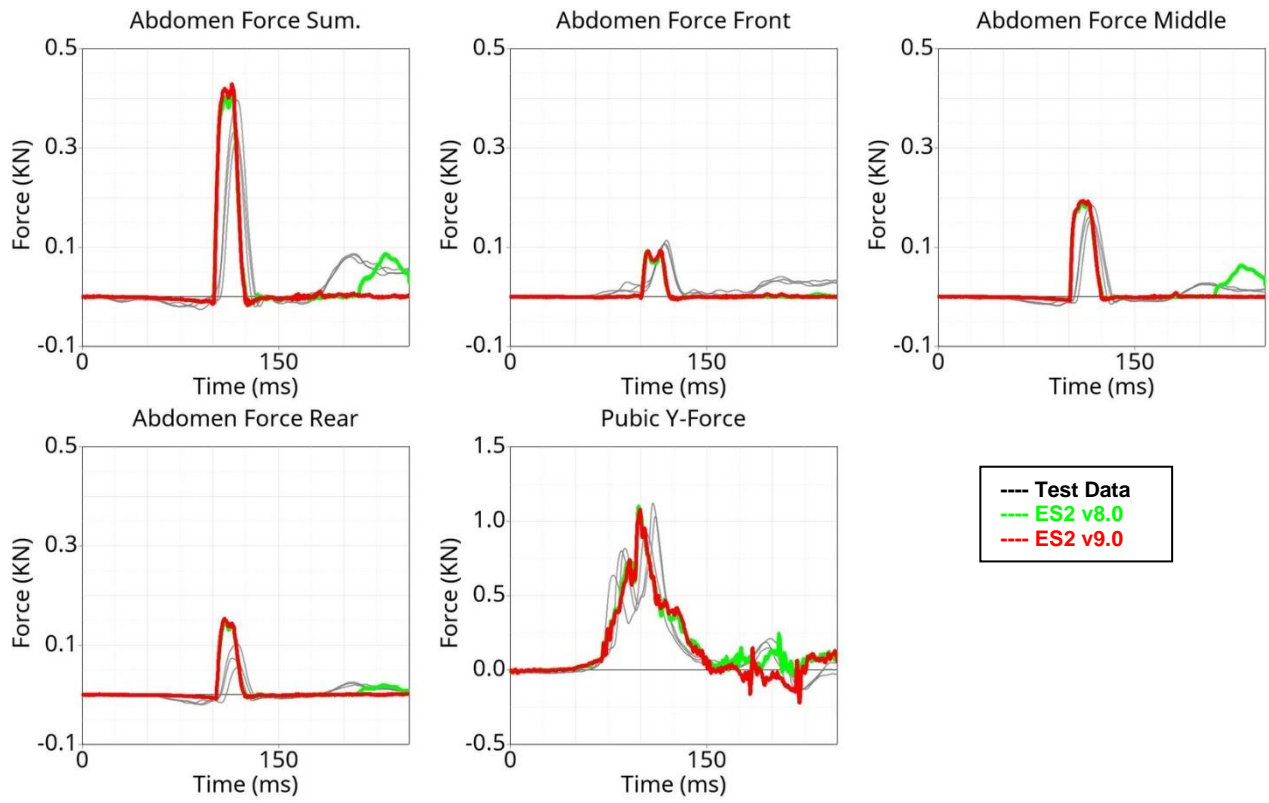 Abdomen Force Sum.
0.5
0.3
0.1
-0.1
Force (KN)
0
150
Time (ms)
Abdomen Force Front
0.5
0.3
0.1
-0.1
Force (KN)
0
150
Time (ms)
Abdomen Force Middle
0.5
0.3
0.1
-0.1
Force (KN)
0
150
Time (ms)
Abdomen Force Rear
0.5
0.3
0.1
-0.1
Force (KN)
0
150
Time (ms)
Pubic Y-Force
1.5
1.0
0.5
0.0
-0.5
Force (KN)
0
150
Time (ms)
---- Test Data
---- ES2 v8.0
---- ES2 v9.0